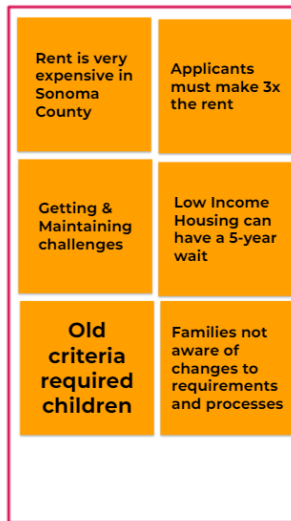 Rent is very
expensive in
Sonoma
County
Applicants
must make 3x
the rent
Getting &
Maintaining
challenges
Low Income
Housing can
have a 5-year
wait
Old
criteria
required
children
Families not
aware of
changes to
requirements
and processes